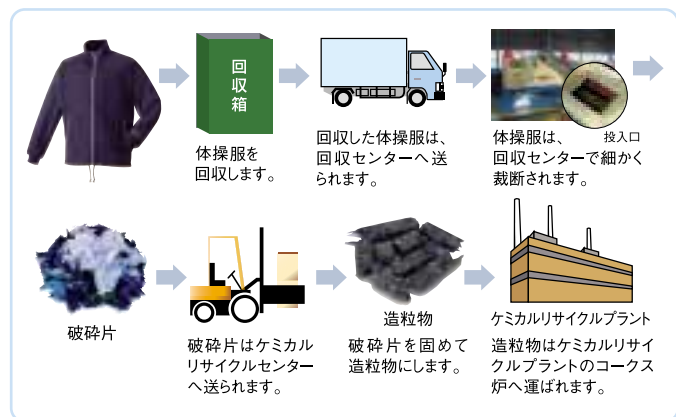 回
収
箱
体操服を
回収します。
回収した体操服は、
回収センターへ送
られます。
投入口
体操服は、
回収センターで細かく
裁断されます。
破砕片
破砕片はケミカル
リサイクルセンター
へ送られます。
造粒物
破砕片を固めて
造粒物にします。
ケミカルリサイクルプラント
造粒物はケミカルリサイ
クルプラントのコークス
炉へ運ばれます。